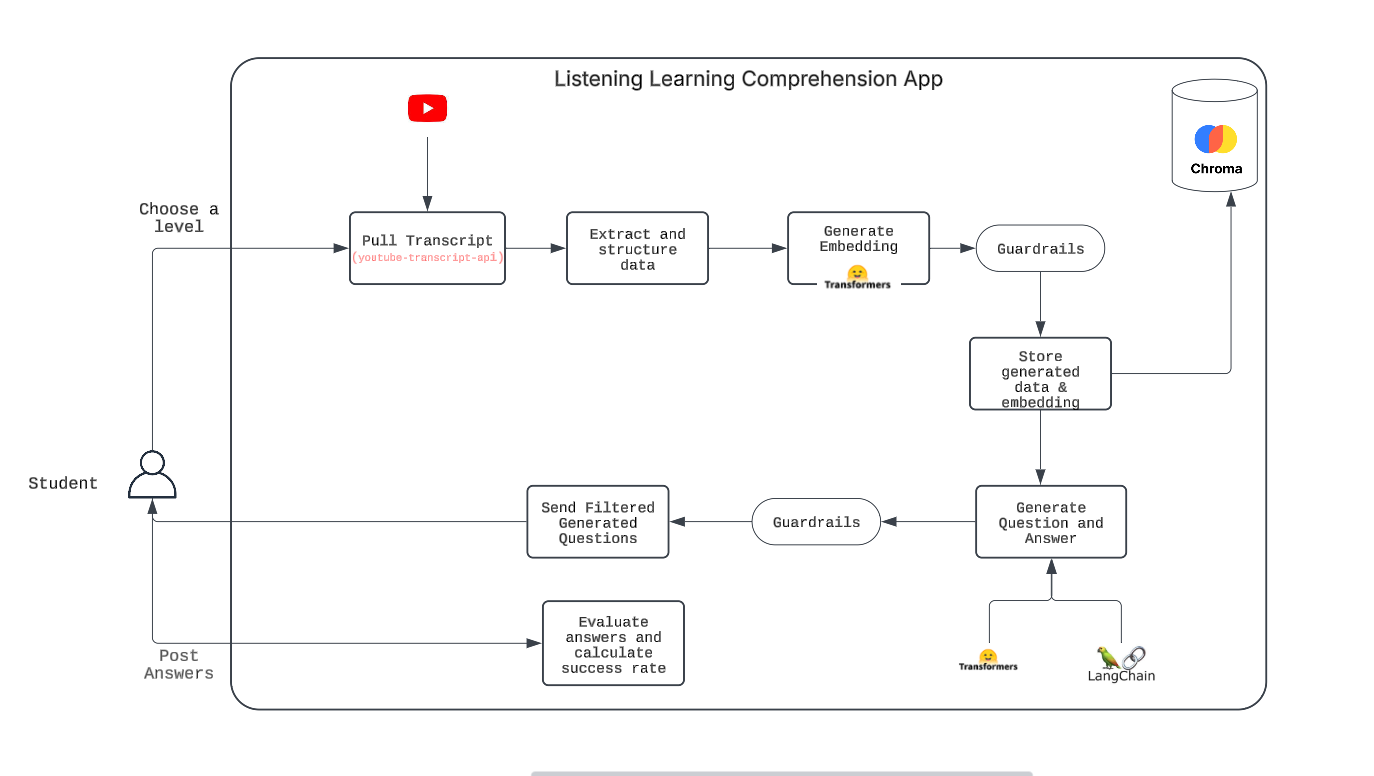 Listening Learning Comprehension App
Chroma
Choose a
level
Pull Transcript
(youtube-transcript-api)
Extract and
structure
data
Generate
Embedding
Transformers
Guardrails
Store
generated
data &
embedding
Student
Send Filtered
Generated
Questions
Guardrails
Generate
Question and
Answer
Evaluate
answers and
calculate
success rate
Post
Answers
Transformers
LangChain